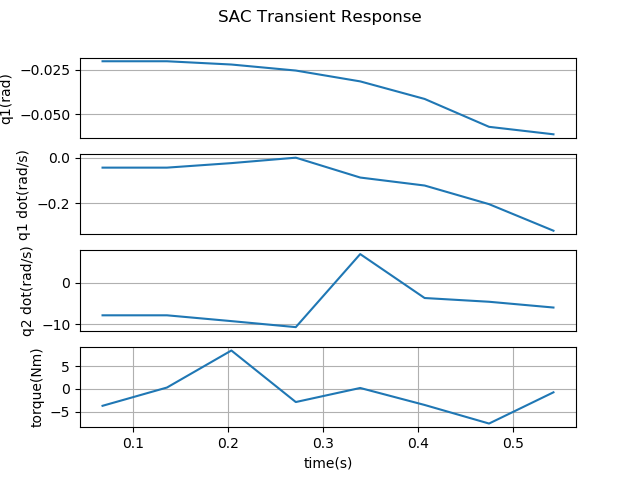 SAC Transient Response
q1(rad)
−0.025
−0.050
q1 dot(rad/s)
0.0
−0.2
q2 dot(rad/s)
0
−10
torque(Nm)
5
0
−5
0.1 0.2 0.3 0.4 0.5
time(s)